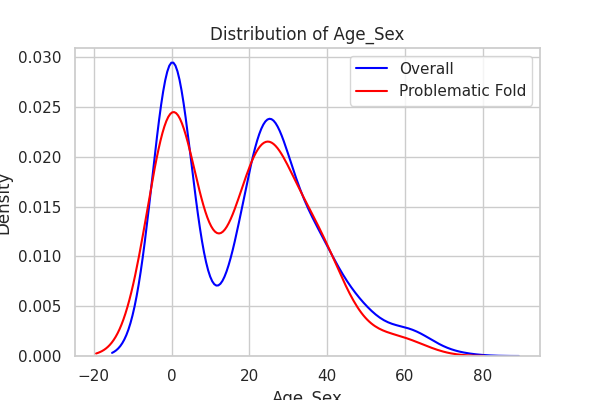 Distribution of Age_Sex
Overall
Problematic Fold
Density
0.030
0.025
0.020
0.015
0.010
0.005
0.000
−20
0
20
40
60
80
Age_Sex